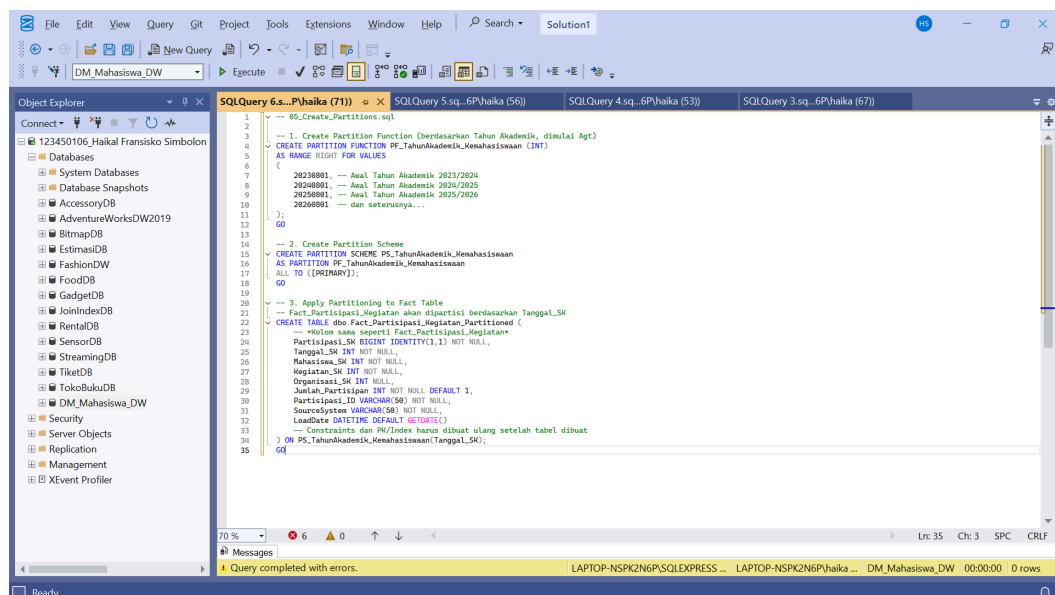 File Edit View Query Git Project Tools Extensions Window Help Search Solution1 HS
New Query
DM_Mahasiswa_DW Execute
Object Explorer
Connect
123450106_Haikal Fransisko Simbolon
Databases
System Databases
Database Snapshots
AccessoryDB
AdventureWorksDW2019
BitmapDB
EstimasiDB
FashionDW
FoodDB
GadgetDB
JoinIndexDB
RentalDB
SensorDB
StreamingDB
TiketDB
TokoBukuDB
DM_Mahasiswa_DW
Security
Server Objects
Replication
Management
XEvent Profiler
SQLQuery 6.s...P\haika (71)) SQLQuery 5.sq...6P\haika (56)) SQLQuery 4.sq...6P\haika (53)) SQLQuery 3.sq...6P\haika (67))
1 -- 05_Create_Partitions.sql
2
3 -- 1. Create Partition Function (berdasarkan Tahun Akademik, dimulai Agt)
4 CREATE PARTITION FUNCTION PF_TahunAkademik_Kemahasiswaan (INT)
5 AS RANGE RIGHT FOR VALUES
6 (
7 20230801, -- Awal Tahun Akademik 2023/2024
8 20240801, -- Awal Tahun Akademik 2024/2025
9 20250801, -- Awal Tahun Akademik 2025/2026
10 20260801 -- dan seterusnya...
11 );
12 GO
13
14 -- 2. Create Partition Scheme
15 CREATE PARTITION SCHEME PS_TahunAkademik_Kemahasiswaan
16 AS PARTITION PF_TahunAkademik_Kemahasiswaan
17 ALL TO ([PRIMARY]);
18 GO
19
20 -- 3. Apply Partitioning to Fact Table
21 -- Fact_Partisipasi_Kegiatan akan dipartisi berdasarkan Tanggal_SK
22 CREATE TABLE dbo.Fact_Partisipasi_Kegiatan_Partitioned (
23 -- *Kolom sama seperti Fact_Partisipasi_Kegiatan*
24 Partisipasi_SK BIGINT IDENTITY(1,1) NOT NULL,
25 Tanggal_SK INT NOT NULL,
26 Mahasiswa_SK INT NOT NULL,
27 Kegiatan_SK INT NOT NULL,
28 Organisasi_SK INT NULL,
29 Jumlah_Partisipan INT NOT NULL DEFAULT 1,
30 Partisipasi_ID VARCHAR(50) NOT NULL,
31 SourceSystem VARCHAR(50) NOT NULL,
32 LoadDate DATETIME DEFAULT GETDATE()
33 -- Constraints dan PK/Index harus dibuat ulang setelah tabel dibuat
34 ) ON PS_TahunAkademik_Kemahasiswaan(Tanggal_SK);
35 GO
70 % 6 0 Ln: 35 Ch: 3 SPC CRLF
Messages
Query completed with errors. LAPTOP-NSPK2N6P\SQLEXPRESS ... LAPTOP-NSPK2N6P\haika ... DM_Mahasiswa_DW 00:00:00 0 rows
Ready